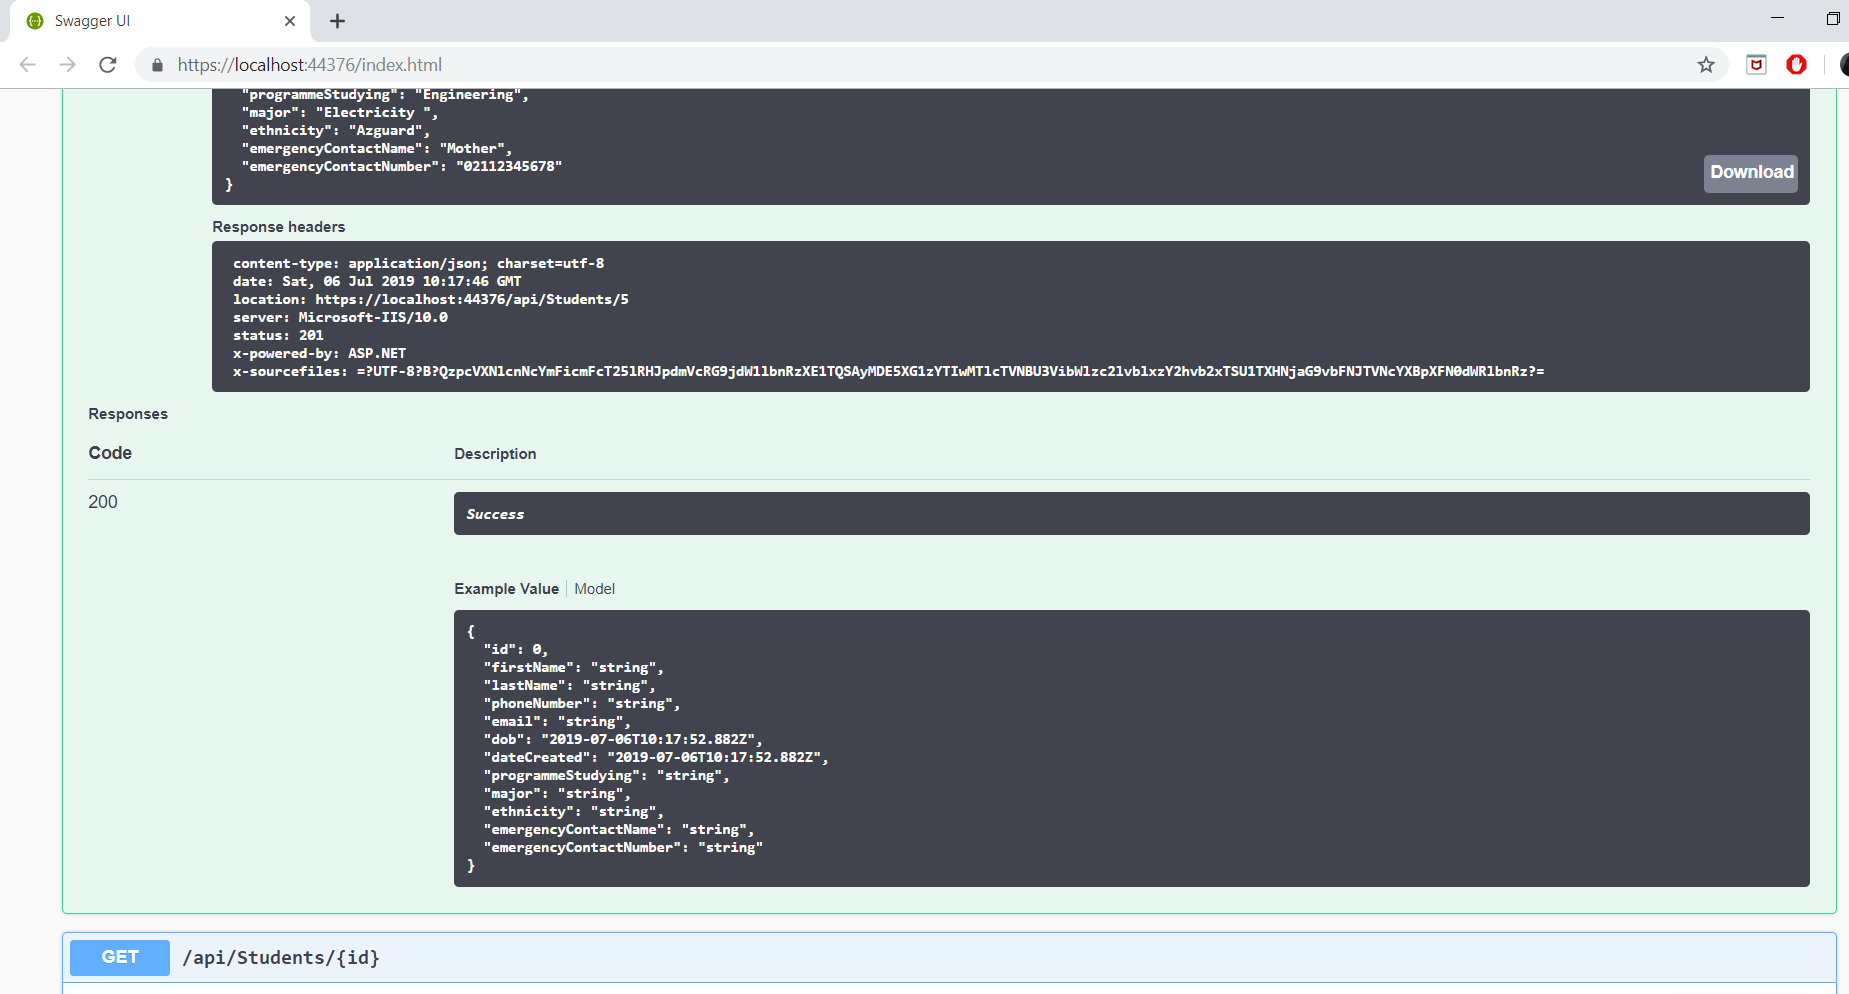 Swagger UI
https://localhost:44376/index.html
"programmeStudying": "Engineering",
"major": "Electricity ",
"ethnicity": "Azguard",
"emergencyContactName": "Mother",
"emergencyContactNumber": "02112345678"
}
Download
Response headers
content-type: application/json; charset=utf-8
date: Sat, 06 Jul 2019 10:17:46 GMT
location: https://localhost:44376/api/Students/5
server: Microsoft-IIS/10.0
status: 201
x-powered-by: ASP.NET
x-sourcefiles: =?UTF-8?B?QzpcVXNlcnNcYmFicmFcT25lRHJpdmVcRG9jdW1lbnRzXE1TQSAyMDE5XG1zYTIwMTlcTVNBU3VibWlzc2lvblxzY2hvb2xTSU1TXHNjaG9vbFNJTVNcYXBpXFN0dWRlbnRz?=
Responses
Code Description
200
Success
Example Value Model
{
"id": 0,
"firstName": "string",
"lastName": "string",
"phoneNumber": "string",
"email": "string",
"dob": "2019-07-06T10:17:52.882Z",
"dateCreated": "2019-07-06T10:17:52.882Z",
"programmeStudying": "string",
"major": "string",
"ethnicity": "string",
"emergencyContactName": "string",
"emergencyContactNumber": "string"
}
GET /api/Students/{id}